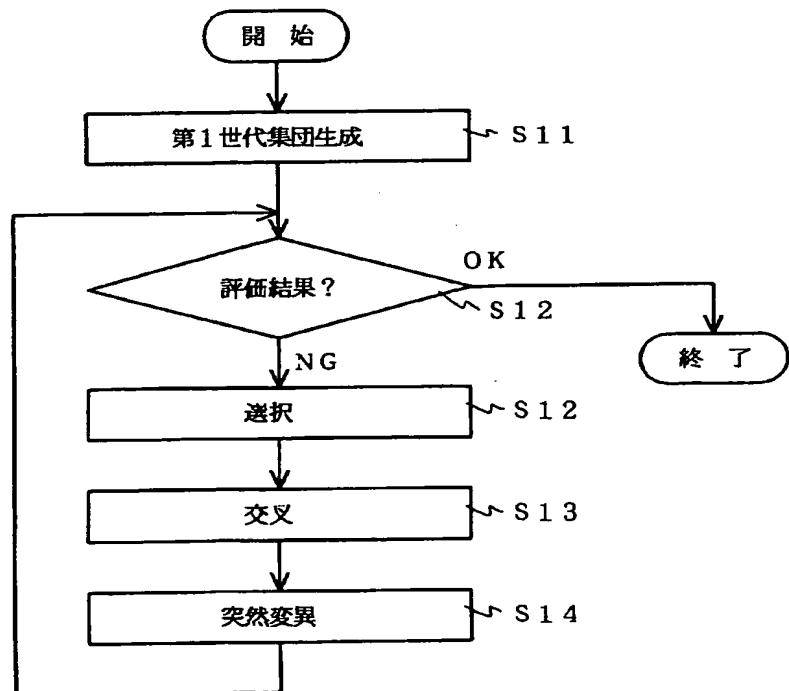 開 始
第1世代集団生成
S11
評価結果?
OK
S12
終 了
NG
選択
S12
交叉
S13
突然変異
S14